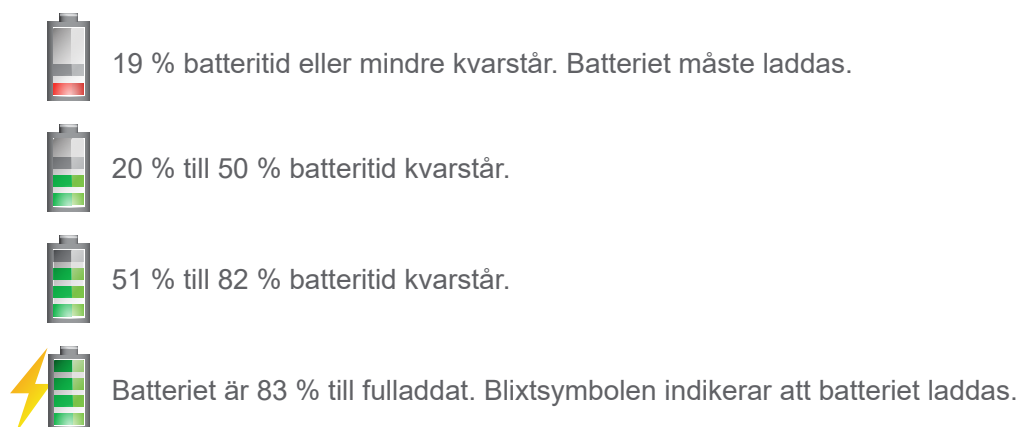 19 % batteritid eller mindre kvarstår. Batteriet måste laddas.
20 % till 50 % batteritid kvarstår.
51 % till 82 % batteritid kvarstår.
Batteriet är 83 % till fulladdat. Blixtsymbolen indikerar att batteriet laddas.